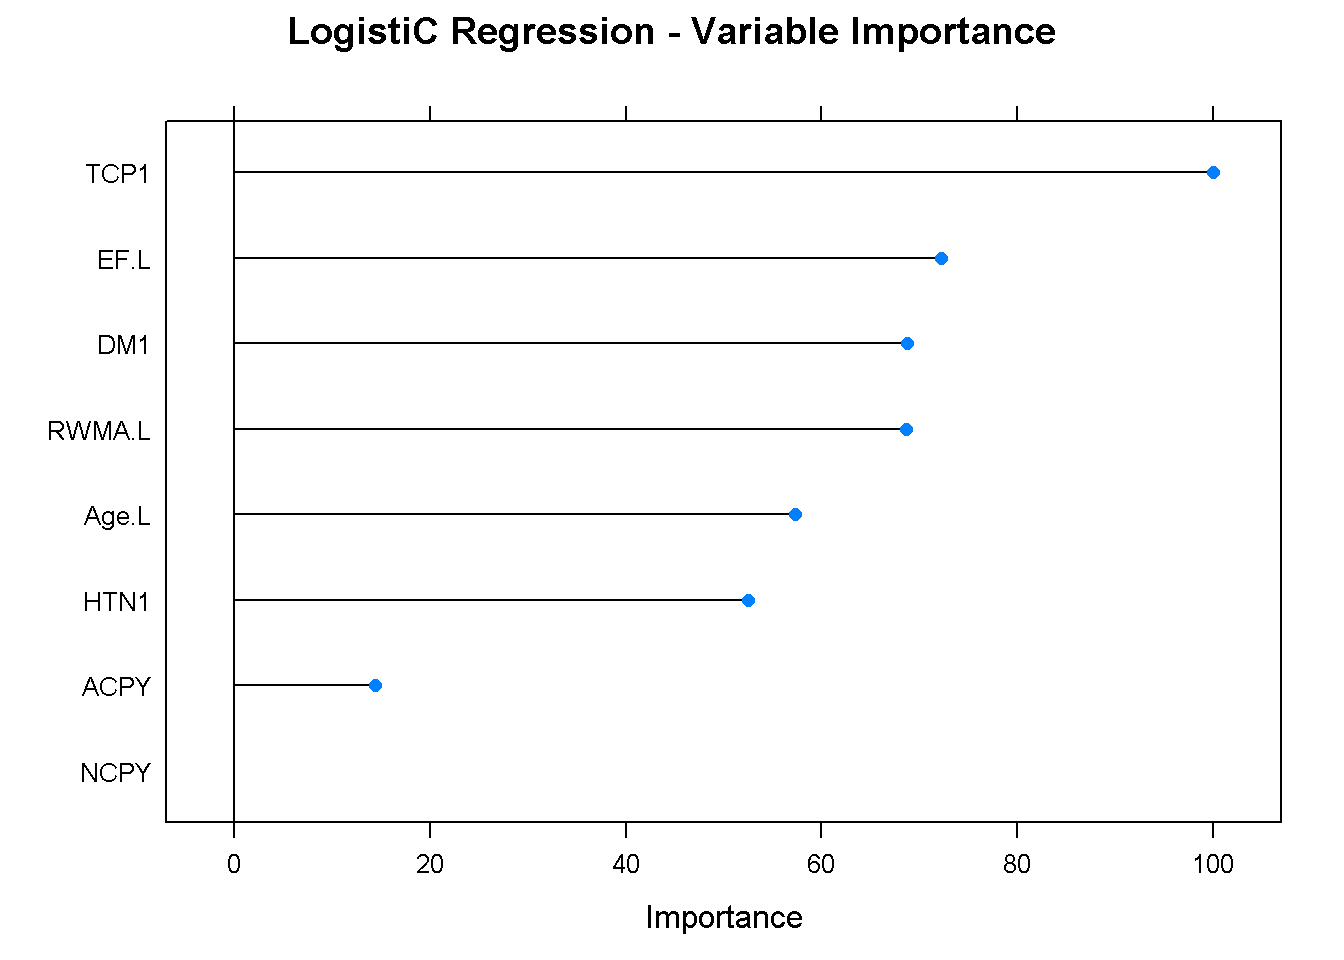 LogistiC Regression - Variable Importance
TCP1
EF.L
DM1
RWMA.L
Age.L
HTN1
ACPY
NCPY
0 20 40 60 80 100
Importance